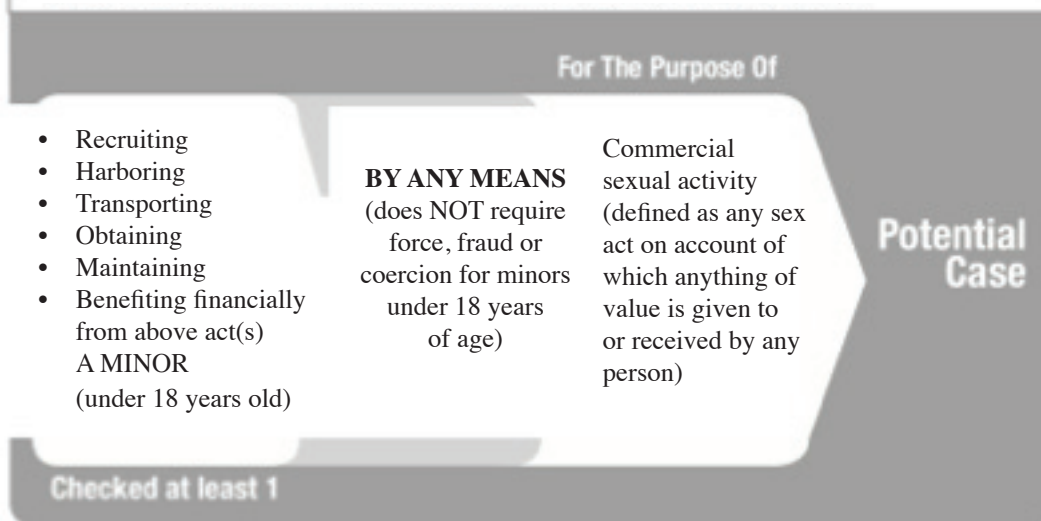 For The Purpose Of
• Recruiting
• Harboring
• Transporting
• Obtaining
• Maintaining
• Benefiting financially
from above act(s)
A MINOR
(under 18 years old)
BY ANY MEANS
(does NOT require
force, fraud or
coercion for minors
under 18 years
of age)
Commercial
sexual activity
(defined as any sex
act on account of
which anything of
value is given to
or received by any
person)
Potential
Case
Checked at least 1